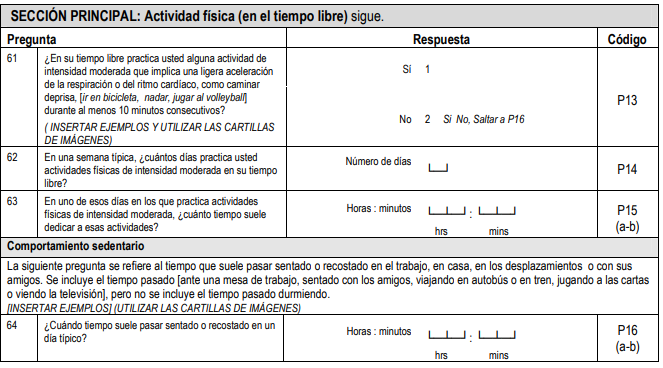 SECCIÓN PRINCIPAL: Actividad física (en el tiempo libre) sigue.
Pregunta Respuesta Código
61 ¿En su tiempo libre practica usted alguna actividad de
intensidad moderada que implica una ligera aceleración
de la respiración o del ritmo cardíaco, como caminar
deprisa, [ir en bicicleta, nadar, jugar al volleyball]
durante al menos 10 minutos consecutivos?
( INSERTAR EJEMPLOS Y UTILIZAR LAS CARTILLAS
DE IMÁGENES)
Sí 1
No 2 Si No, Saltar a P16
P13
62 En una semana típica, ¿cuántos días practica usted
actividades físicas de intensidad moderada en su tiempo
libre?
Número de días
P14
63 En uno de esos días en los que practica actividades
físicas de intensidad moderada, ¿cuánto tiempo suele
dedicar a esas actividades?
Horas : minutos :
hrs mins
P15
(a-b)
Comportamiento sedentario
La siguiente pregunta se refiere al tiempo que suele pasar sentado o recostado en el trabajo, en casa, en los desplazamientos o con sus
amigos. Se incluye el tiempo pasado [ante una mesa de trabajo, sentado con los amigos, viajando en autobús o en tren, jugando a las cartas
o viendo la televisión], pero no se incluye el tiempo pasado durmiendo.
[INSERTAR EJEMPLOS] (UTILIZAR LAS CARTILLAS DE IMÁGENES)
64 ¿Cuándo tiempo suele pasar sentado o recostado en un
día típico?
Horas : minutos :
hrs mins
P16
(a-b)